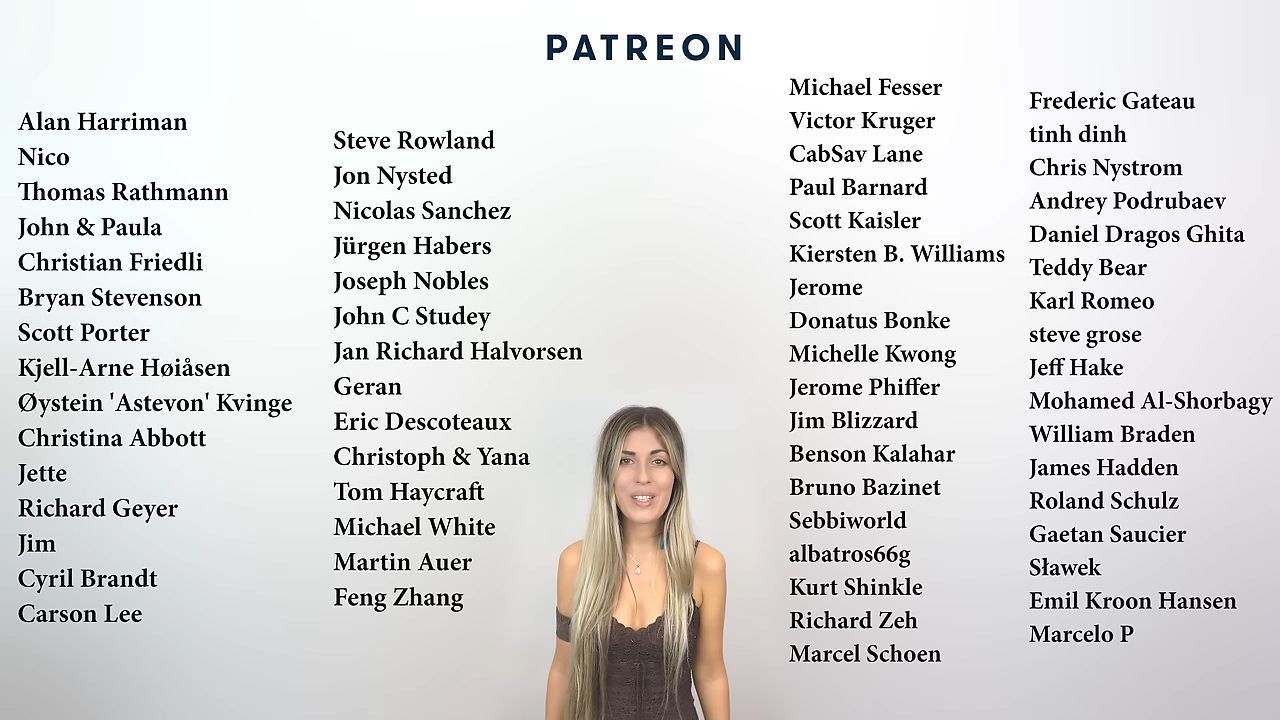 PATREON
Alan Harriman
Nico
Thomas Rathmann
John & Paula
Christian Friedli
Bryan Stevenson
Scott Porter
Kjell-Arne Høiåsen
Øystein 'Astevon' Kvinge
Christina Abbott
Jette
Richard Geyer
Jim
Cyril Brandt
Carson Lee
Steve Rowland
Jon Nysted
Nicolas Sanchez
Jürgen Habers
Joseph Nobles
John C Studey
Jan Richard Halvorsen
Geran
Eric Descoteaux
Christoph & Yana
Tom Haycraft
Michael White
Martin Auer
Feng Zhang
Michael Fesser
Victor Kruger
CabSav Lane
Paul Barnard
Scott Kaisler
Kiersten B. Williams
Jerome
Donatus Bonke
Michelle Kwong
Jerome Phiffer
Jim Blizzard
Benson Kalahar
Bruno Bazinet
Sebbiworld
albatros66g
Kurt Shinkle
Richard Zeh
Marcel Schoen
Frederic Gateau
tinh dinh
Chris Nystrom
Andrey Podrubaev
Daniel Dragos Ghita
Teddy Bear
Karl Romeo
steve grose
Jeff Hake
Mohamed Al-Shorbagy
William Braden
James Hadden
Roland Schulz
Gaetan Saucier
Sławek
Emil Kroon Hansen
Marcelo P